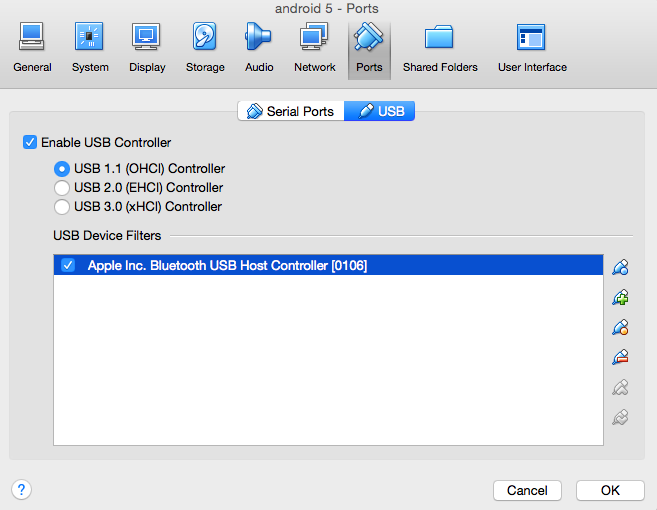 android 5 - Ports
General System Display Storage Audio Network Ports Shared Folders User Interface
Serial Ports USB
Enable USB Controller
USB 1.1 (OHCI) Controller
USB 2.0 (EHCI) Controller
USB 3.0 (xHCI) Controller
USB Device Filters
Apple Inc. Bluetooth USB Host Controller [0106]
? Cancel OK